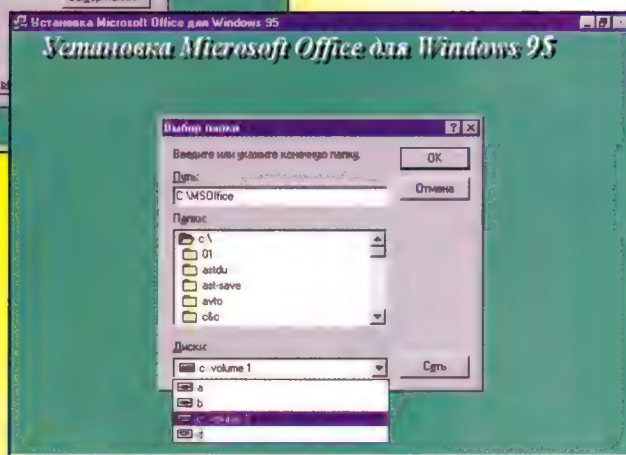 Установка Microsoft Office для Windows 95
Установка Microsoft Office для Windows 95
Выбор папки
Введите или укажите конечную папку.
OK
Путь:
C:\MSOffice
Отмена
Папки:
c:\
01
astdu
ast-save
avto
c&c
Диски:
c: volume 1
Сеть
a
b